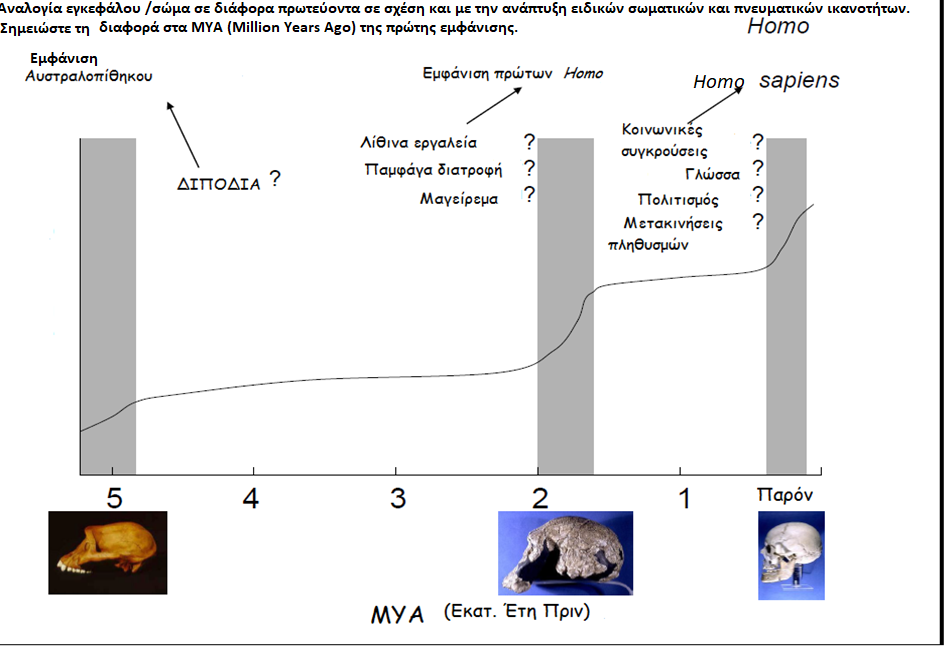 Αναλογία εγκεφάλου /σώμα σε διάφορα πρωτεύοντα σε σχέση και με την ανάπτυξη ειδικών σωματικών και πνευματικών ικανοτήτων.
Σημειώστε τη διαφορά στα MYA (Million Years Ago) της πρώτης εμφάνισης.
Homo
Εμφάνιση
Αυστραλοπίθηκου
Εμφάνιση πρώτων Homo
Homo sapiens
Λίθινα εργαλεία ?
Παμφάγα διατροφή ?
Μαγείρεμα ?
Κοινωνικές
συγκρούσεις ?
Γλώσσα ?
Πολιτισμός ?
Μετακινήσεις ?
πληθυσμών
ΔΙΠΟΔΙΑ ?
5 4 3 2 1 Παρόν
MYA (Εκατ. Έτη Πριν)